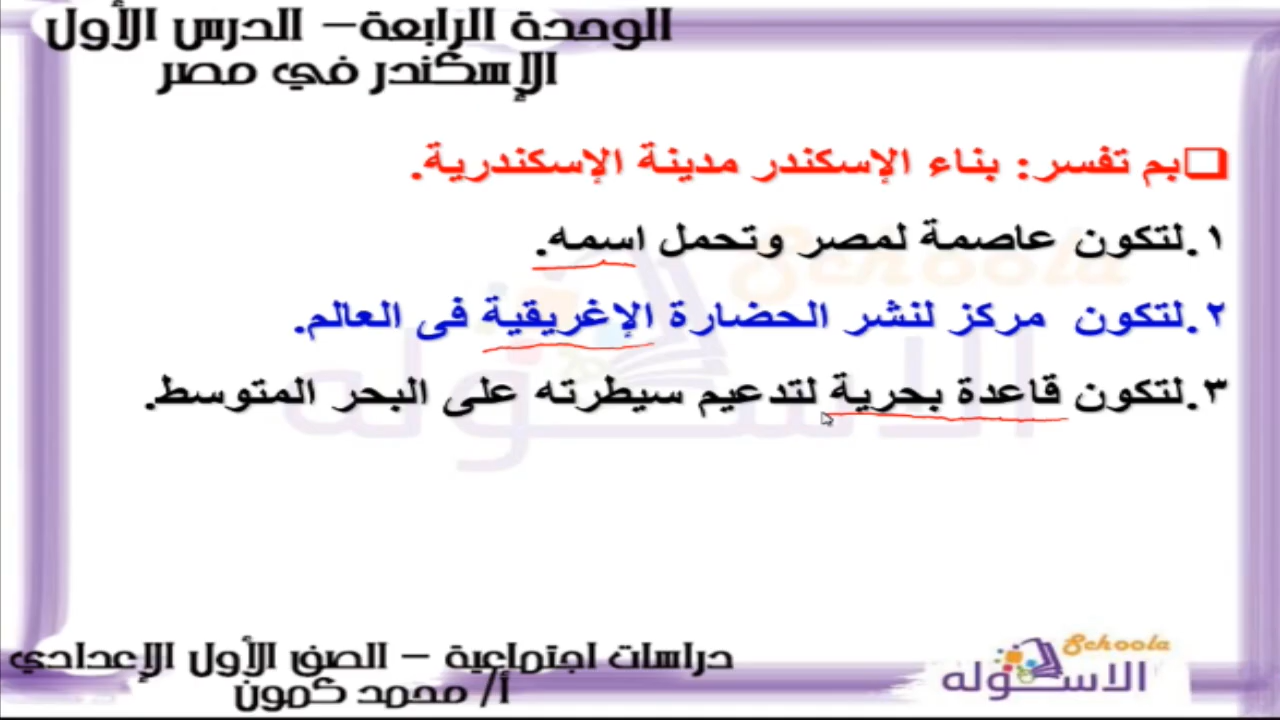 الوحدة الرابعة- الدرس الأول
الإسكندر في مصر
❑بم تفسر: بناء الإسكندر مدينة الإسكندرية.
١.لتكون عاصمة لمصر وتحمل اسمه.
٢.لتكون مركز لنشر الحضارة الإغريقية فى العالم.
٣.لتكون قاعدة بحرية لتدعيم سيطرته على البحر المتوسط.
دراسات اجتماعية – الصف الأول الإعدادي
أ/ محمد كمون
Schoola
الاسكوله